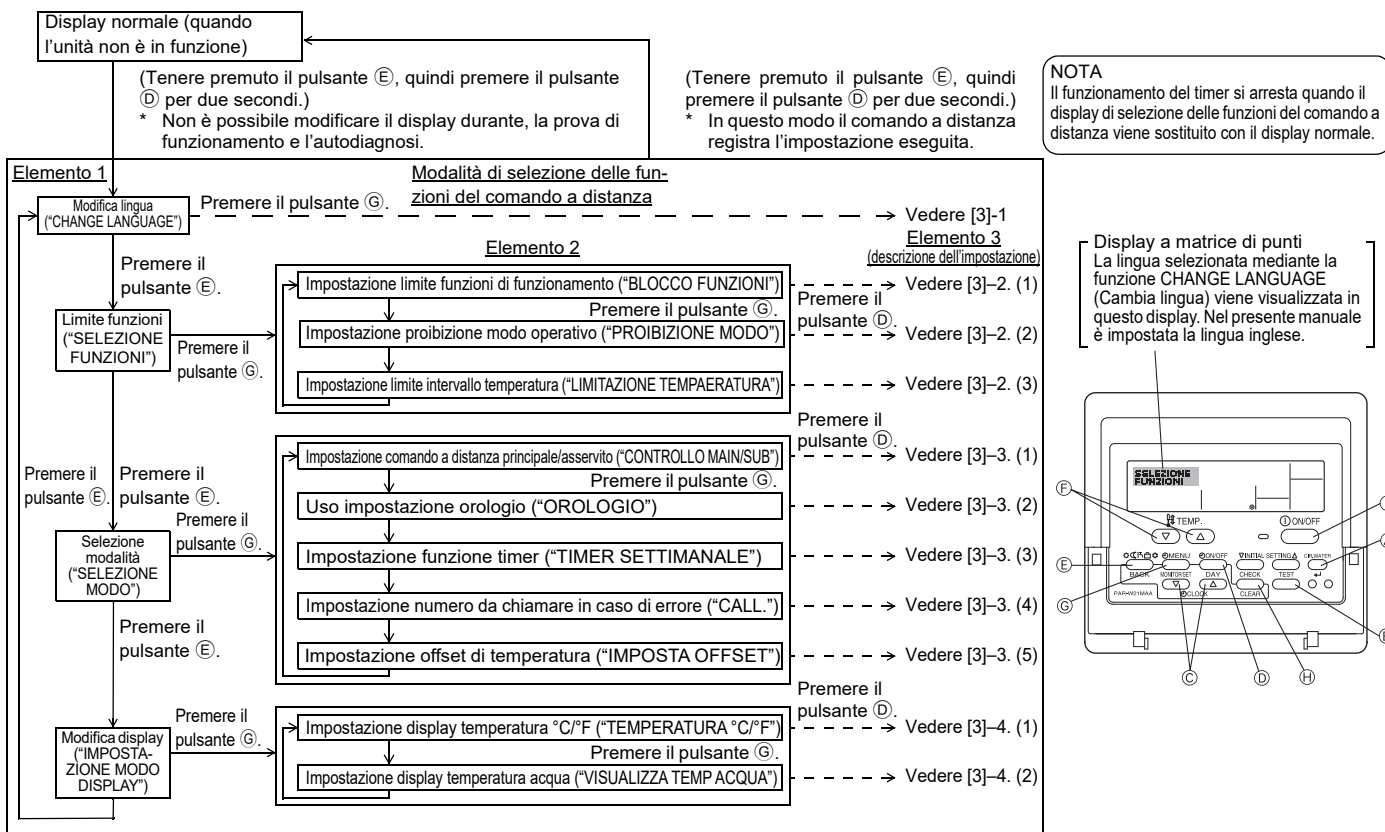 Display normale (quando
l'unità non è in funzione)
(Tenere premuto il pulsante Ⓔ, quindi premere il pulsante
Ⓓ per due secondi.)
* Non è possibile modificare il display durante, la prova di
funzionamento e l'autodiagnosi.
(Tenere premuto il pulsante Ⓔ, quindi
premere il pulsante Ⓓ per due secondi.)
* In questo modo il comando a distanza
registra l'impostazione eseguita.
NOTA
Il funzionamento del timer si arresta quando il
display di selezione delle funzioni del comando a
distanza viene sostituito con il display normale.
Elemento 1
Modalità di selezione delle fun-
zioni del comando a distanza
Modifica lingua
("CHANGE LANGUAGE")
Premere il pulsante Ⓖ.
Vedere [3]-1
Elemento 2
Elemento 3
(descrizione dell'impostazione)
Premere il
pulsante Ⓔ.
Limite funzioni
("SELEZIONE
FUNZIONI")
Premere il
pulsante Ⓖ.
Impostazione limite funzioni di funzionamento ("BLOCCO FUNZIONI")
Vedere [3]–2. (1)
Premere il pulsante Ⓖ.
Premere il
pulsante Ⓓ.
Impostazione proibizione modo operativo ("PROIBIZIONE MODO")
Vedere [3]–2. (2)
Impostazione limite intervallo temperatura ("LIMITAZIONE TEMPAERATURA")
Vedere [3]–2. (3)
Premere il
pulsante Ⓔ.
Premere il
pulsante Ⓔ.
Selezione
modalità
("SELEZIONE
MODO")
Premere il
pulsante Ⓖ.
Premere il
pulsante Ⓓ.
Impostazione comando a distanza principale/asservito ("CONTROLLO MAIN/SUB")
Vedere [3]–3. (1)
Premere il pulsante Ⓖ.
Uso impostazione orologio ("OROLOGIO")
Vedere [3]–3. (2)
Impostazione funzione timer ("TIMER SETTIMANALE")
Vedere [3]–3. (3)
Impostazione numero da chiamare in caso di errore ("CALL.")
Vedere [3]–3. (4)
Impostazione offset di temperatura ("IMPOSTA OFFSET")
Vedere [3]–3. (5)
Premere il
pulsante Ⓔ.
Modifica display
("IMPOSTA-
ZIONE MODO
DISPLAY")
Premere il
pulsante Ⓖ.
Premere il
pulsante Ⓓ.
Impostazione display temperatura °C/°F ("TEMPERATURA °C/°F")
Vedere [3]–4. (1)
Premere il pulsante Ⓖ.
Impostazione display temperatura acqua ("VISUALIZZA TEMP ACQUA")
Vedere [3]–4. (2)
Display a matrice di punti
La lingua selezionata mediante la
funzione CHANGE LANGUAGE
(Cambia lingua) viene visualizzata in
questo display. Nel presente manuale
è impostata la lingua inglese.
SELEZIONE
FUNZIONI
Ⓕ
TEMP.
ON/OFF
MENU
ON/OFF
INITIAL SETTING
CIR.WATER
Ⓔ
BACK
MONITOR/SET
DAY
CHECK
TEST
Ⓖ
PAR-W21MAA
CLOCK
CLEAR
Ⓒ
Ⓓ
Ⓗ